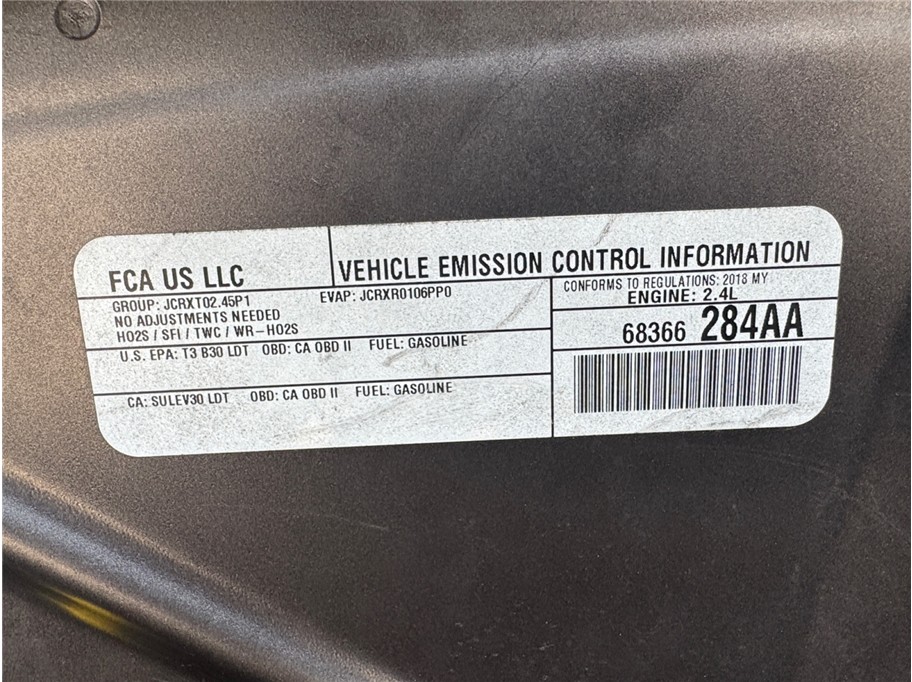 FCA US LLC
VEHICLE EMISSION CONTROL INFORMATION
GROUP: JCRXT02.45P1 EVAP: JCRXR0106PP0
NO ADJUSTMENTS NEEDED
HO2S / SFI / TWC / WR-HO2S
U.S. EPA: T3 B30 LDT OBD: CA OBD II FUEL: GASOLINE
CA: SULEV30 LDT OBD: CA OBD II FUEL: GASOLINE
CONFORMS TO REGULATIONS: 2018 MY
ENGINE: 2.4L
68366 284AA